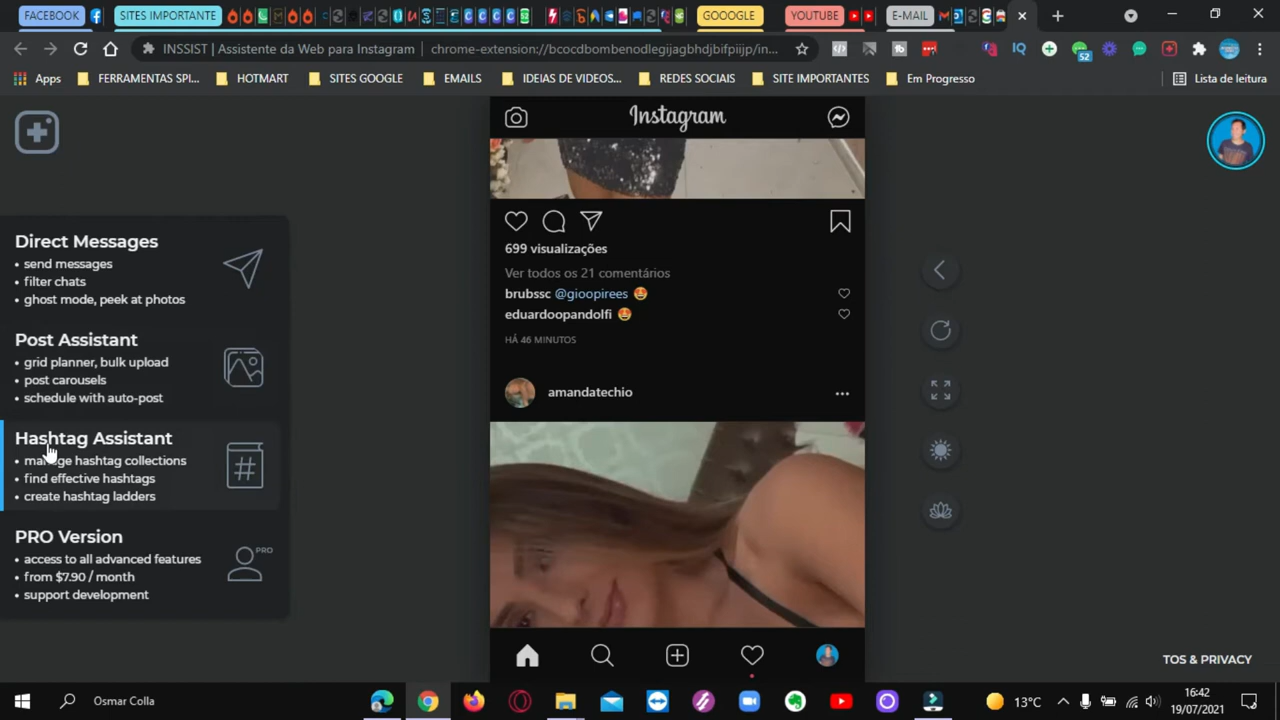 FACEBOOK
SITES IMPORTANTE
GOOOGLE
YOUTUBE
E-MAIL
INSSIST | Assistente da Web para Instagram
chrome-extension://bcocdbombenodlegijagbhdjbifpiijp/in...
52
Apps
FERRAMENTAS SPI...
HOTMART
SITES GOOGLE
EMAILS
IDEIAS DE VIDEOS...
REDES SOCIAIS
SITE IMPORTANTES
Em Progresso
Lista de leitura
Instagram
Direct Messages
• send messages
• filter chats
• ghost mode, peek at photos
Post Assistant
• grid planner, bulk upload
• post carousels
• schedule with auto-post
Hashtag Assistant
• manage hashtag collections
• find effective hashtags
• create hashtag ladders
PRO Version
• access to all advanced features
• from $7.90 / month
• support development
PRO
699 visualizações
Ver todos os 21 comentários
brubssc @gioopirees 🤩
eduardoopandolfi 🤩
HÁ 46 MINUTOS
amandatechio
TOS & PRIVACY
Osmar Colla
13°C
16:42
19/07/2021